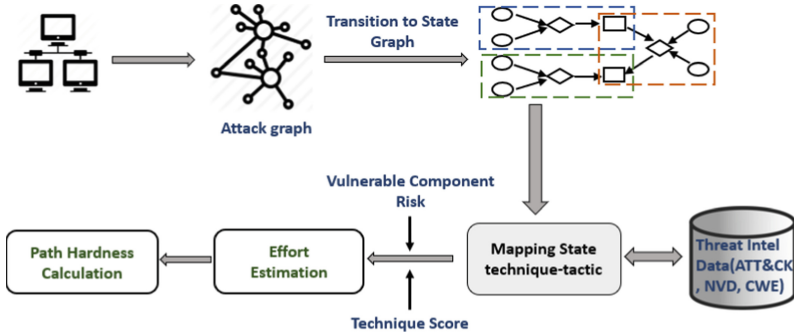 Transition to State
Graph
Attack graph
Vulnerable Component
Risk
Path Hardness
Calculation
Effort
Estimation
Mapping State
technique-tactic
Threat Intel
Data(ATT&CK
, NVD, CWE)
Technique Score